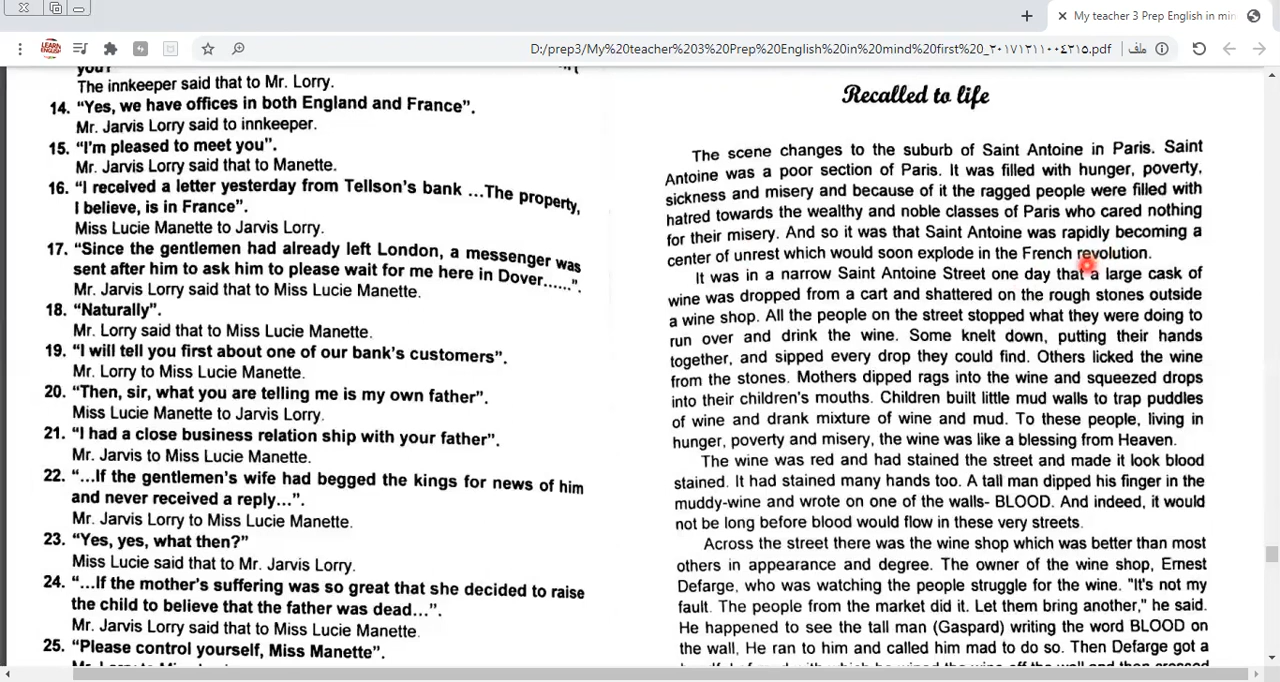 My teacher 3 Prep English in min
D:/prep3/My%20teacher%203%20Prep%20English%20in%20mind%20first%20_٢٠١٧١٢١١٠٠٤٢١٥.pdf
ملف
you?
The innkeeper said that to Mr. Lorry.
14. “Yes, we have offices in both England and France”.
Mr. Jarvis Lorry said to innkeeper.
15. “I'm pleased to meet you”.
Mr. Jarvis Lorry said that to Manette.
16. “I received a letter yesterday from Tellson's bank ...The property,
I believe, is in France”.
Miss Lucie Manette to Jarvis Lorry.
17. “Since the gentlemen had already left London, a messenger was
sent after him to ask him to please wait for me here in Dover......”.
Mr. Jarvis Lorry said that to Miss Lucie Manette.
18. “Naturally”.
Mr. Lorry said that to Miss Lucie Manette.
19. “I will tell you first about one of our bank's customers”.
Mr. Lorry to Miss Lucie Manette.
20. “Then, sir, what you are telling me is my own father”.
Miss Lucie Manette to Jarvis Lorry.
21. “I had a close business relation ship with your father”.
Mr. Jarvis to Miss Lucie Manette.
22. “...If the gentlemen's wife had begged the kings for news of him
and never received a reply...”.
Mr. Jarvis Lorry to Miss Lucie Manette.
23. “Yes, yes, what then?”
Miss Lucie said that to Mr. Jarvis Lorry.
24. “...If the mother's suffering was so great that she decided to raise
the child to believe that the father was dead...”.
Mr. Jarvis Lorry said that to Miss Lucie Manette.
25. “Please control yourself, Miss Manette”.
Recalled to life
The scene changes to the suburb of Saint Antoine in Paris. Saint
Antoine was a poor section of Paris. It was filled with hunger, poverty,
sickness and misery and because of it the ragged people were filled with
hatred towards the wealthy and noble classes of Paris who cared nothing
for their misery. And so it was that Saint Antoine was rapidly becoming a
center of unrest which would soon explode in the French revolution.
It was in a narrow Saint Antoine Street one day that a large cask of
wine was dropped from a cart and shattered on the rough stones outside
a wine shop. All the people on the street stopped what they were doing to
run over and drink the wine. Some knelt down, putting their hands
together, and sipped every drop they could find. Others licked the wine
from the stones. Mothers dipped rags into the wine and squeezed drops
into their children's mouths. Children built little mud walls to trap puddles
of wine and drank mixture of wine and mud. To these people, living in
hunger, poverty and misery, the wine was like a blessing from Heaven.
The wine was red and had stained the street and made it look blood
stained. It had stained many hands too. A tall man dipped his finger in the
muddy-wine and wrote on one of the walls- BLOOD. And indeed, it would
not be long before blood would flow in these very streets.
Across the street there was the wine shop which was better than most
others in appearance and degree. The owner of the wine shop, Ernest
Defarge, who was watching the people struggle for the wine. "It's not my
fault. The people from the market did it. Let them bring another," he said.
He happened to see the tall man (Gaspard) writing the word BLOOD on
the wall, He ran to him and called him mad to do so. Then Defarge got a